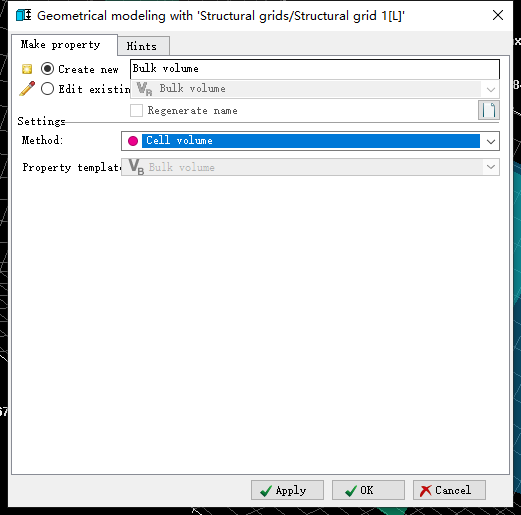 Geometrical modeling with 'Structural grids/Structural grid 1[L]'
Make property
Hints
Create new
Bulk volume
Edit existin
Bulk volume
Regenerate name
Settings
Method:
Cell volume
Property templat
Bulk volume
Apply
OK
Cancel